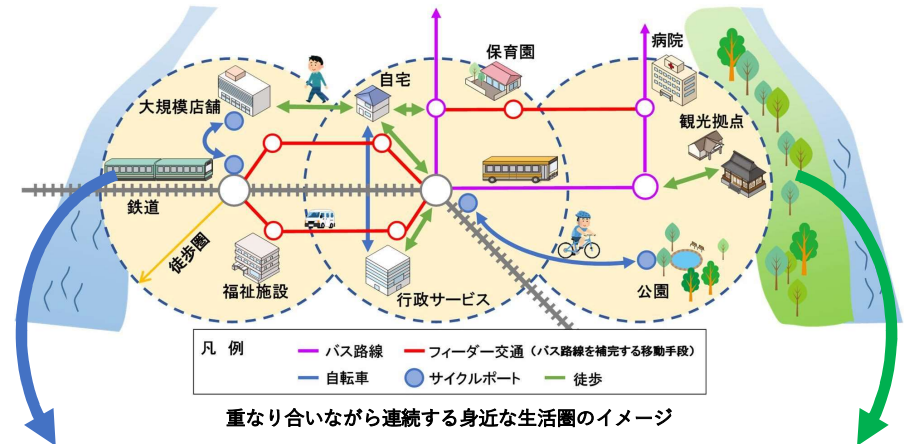 保育園
病院
自宅
大規模店舗
観光拠点
鉄道
徒歩圏
福祉施設
行政サービス
公園
凡 例
バス路線
フィーダー交通（バス路線を補完する移動手段）
自転車
サイクルポート
徒歩
重なり合いながら連続する身近な生活圏のイメージ